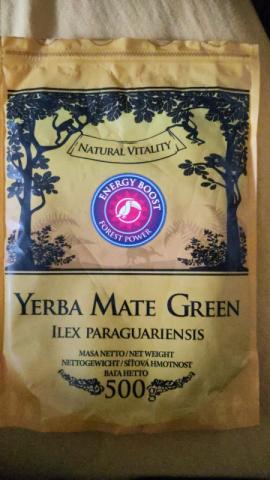 NATURAL VITALITY
ENERGY BOOST
FOREST POWER
YERBA MATE GREEN
ILEX PARAGUARIENSIS
MASA NETTO / NET WEIGHT
NETTOGEWICHT / SÍŤOVÁ HMOTNOST
ВАГА НЕТТО
500g